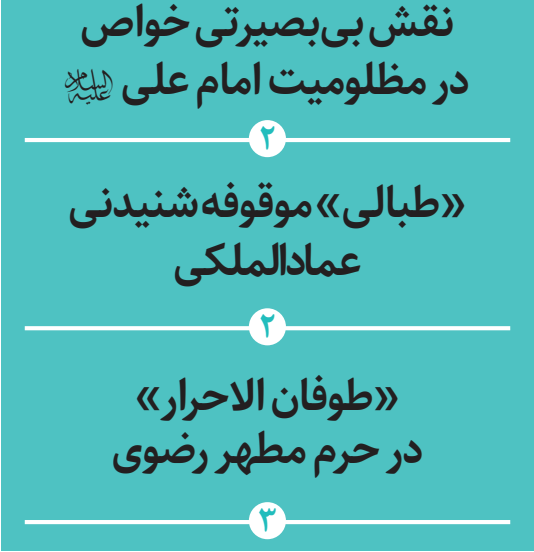 نقش بی‌بصیرتی خواص
در مظلومیت امام علی علیه‌السلام
۲
«طبالی» موقوفه شنیدنی
عمادالملکی
۲
«طوفان الاحرار»
در حرم مطهر رضوی
۳